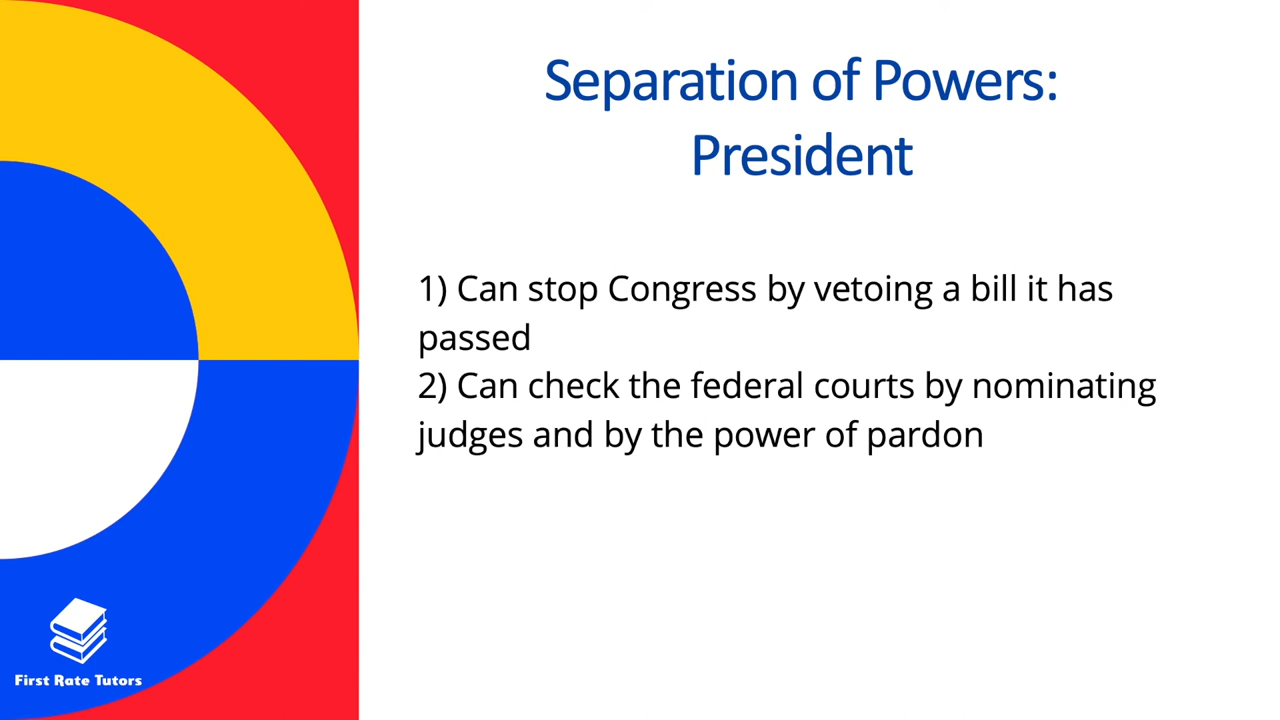 Separation of Powers:
President
1) Can stop Congress by vetoing a bill it has
passed
2) Can check the federal courts by nominating
judges and by the power of pardon
First Rate Tutors